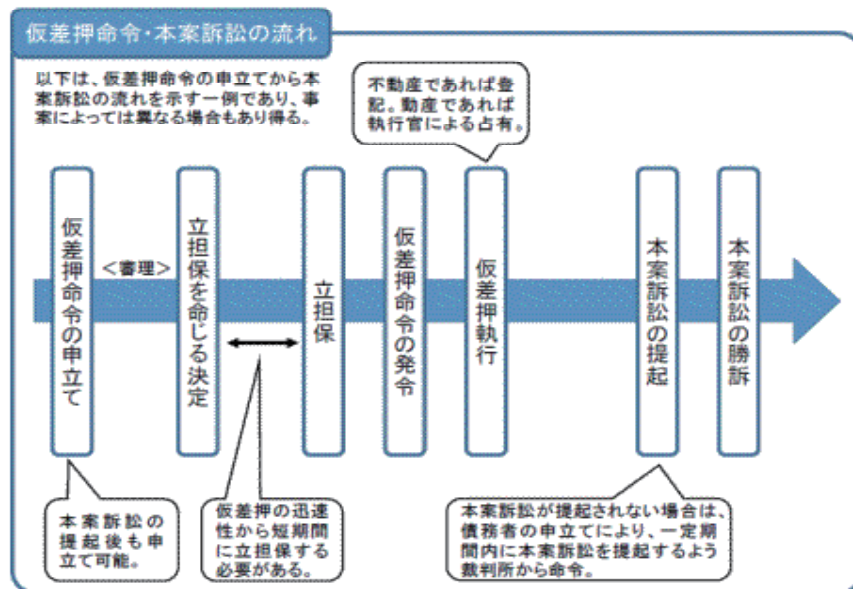 仮差押命令・本案訴訟の流れ
以下は、仮差押命令の申立てから本
案訴訟の流れを示す一例であり、事
案によっては異なる場合もあり得る。
不動産であれば登
記。動産であれば
執行官による占有。
仮差押命令の申立て
<審理>
立担保を命じる決定
立担保
仮差押命令の発令
仮差押執行
本案訴訟の提起
本案訴訟の勝訴
本案訴訟の
提起後も申
立て可能。
仮差押の迅速
性から短期間
に立担保する
必要がある。
本案訴訟が提起されない場合は、
債務者の申立てにより、一定期
間内に本案訴訟を提起するよう
裁判所から命令。